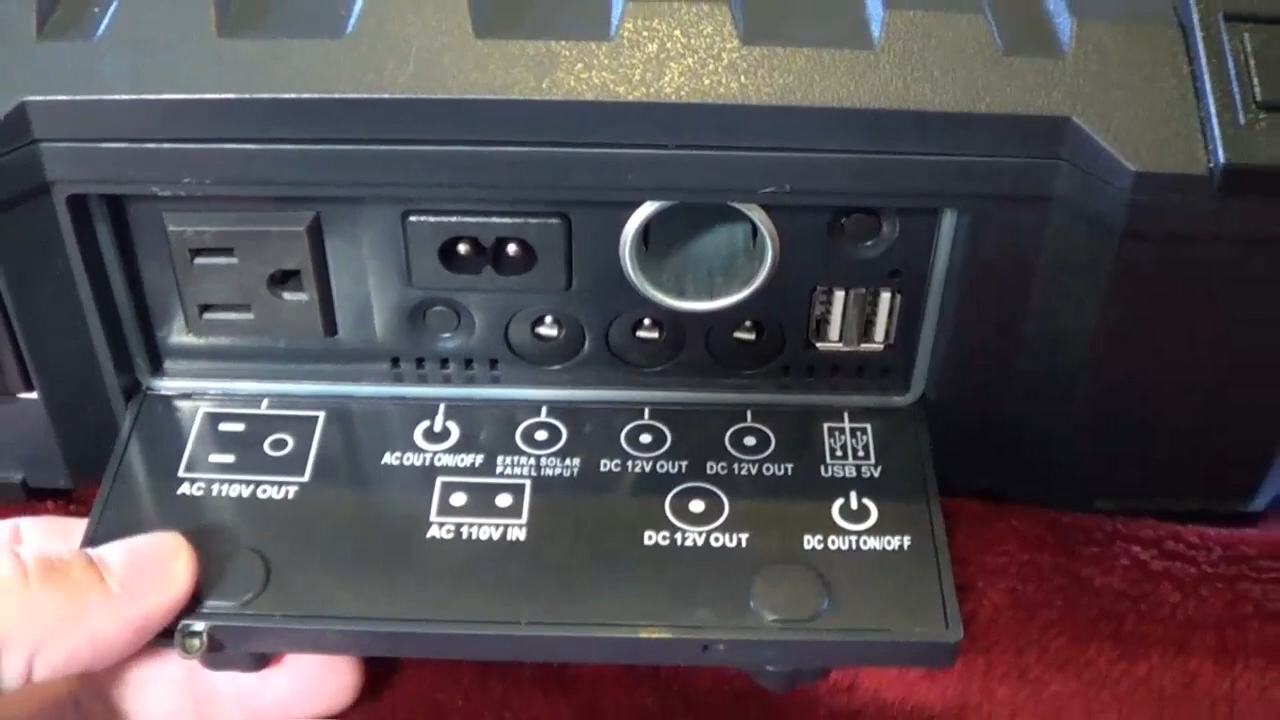 AC 110V OUT
AC OUT ON/OFF
EXTRA SOLAR
PANEL INPUT
DC 12V OUT
DC 12V OUT
USB 5V
AC 110V IN
DC 12V OUT
DC OUT ON/OFF